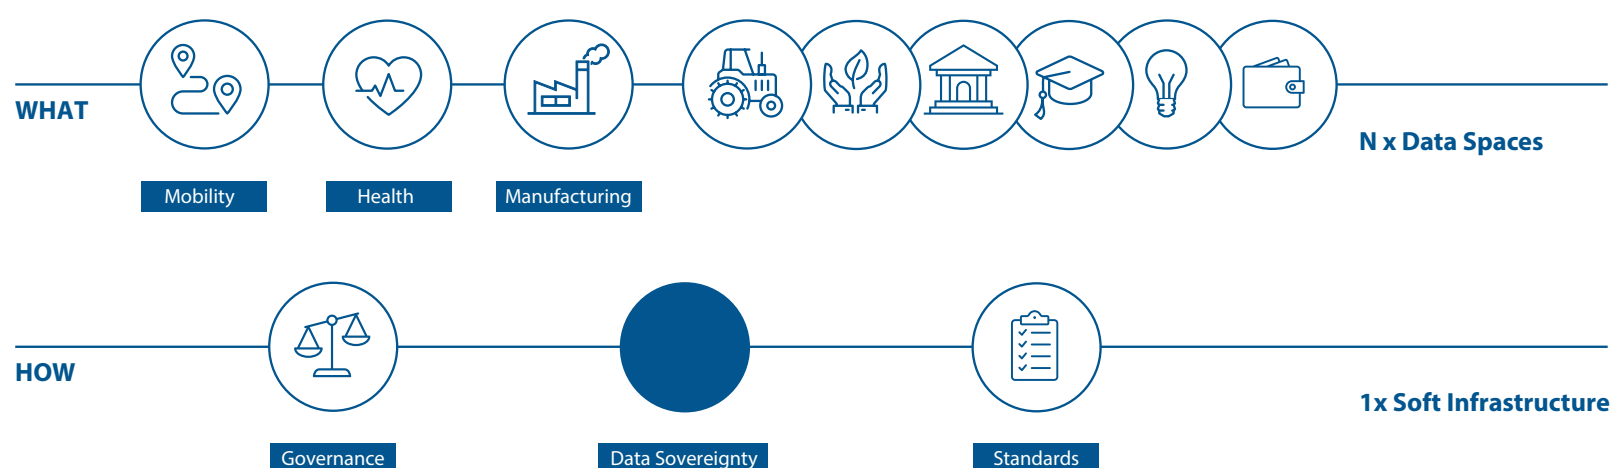 WHAT
N x Data Spaces
Mobility
Health
Manufacturing
HOW
1x Soft Infrastructure
Governance
Data Sovereignty
Standards